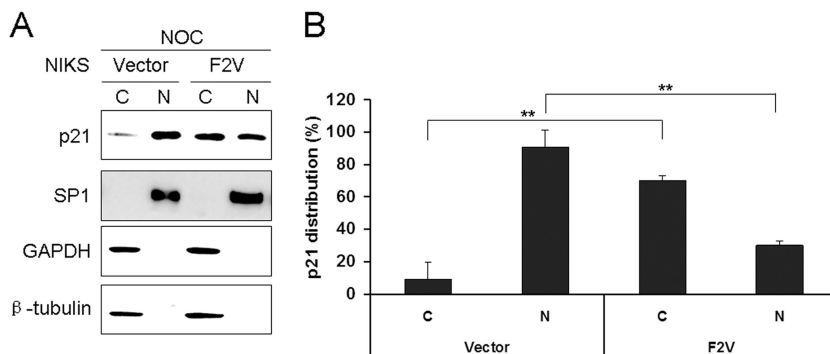 A
NOC
NIKS Vector F2V
C N C N
p21
SP1
GAPDH
β-tubulin
B
p21 distribution (%)
120
100
80
60
40
20
0
**
**
C N C N
Vector F2V